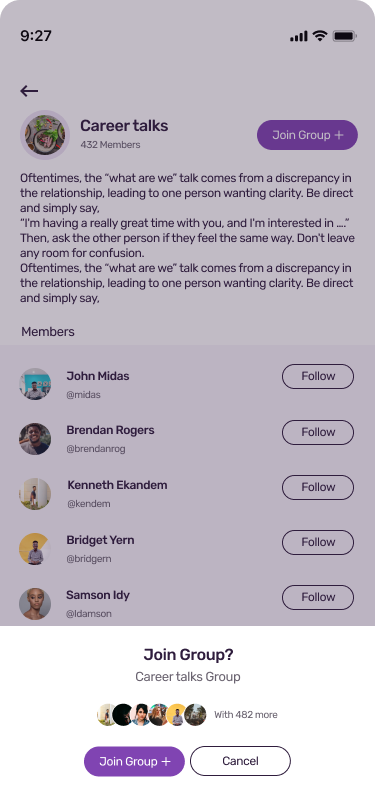 9:27
Career talks
432 Members
Join Group +
Oftentimes, the “what are we” talk comes from a discrepancy in
the relationship, leading to one person wanting clarity. Be direct
and simply say,
“I’m having a really great time with you, and I’m interested in ….”
Then, ask the other person if they feel the same way. Don’t leave
any room for confusion.
Oftentimes, the “what are we” talk comes from a discrepancy in
the relationship, leading to one person wanting clarity. Be direct
and simply say,
Members
John Midas
@midas
Follow
Brendan Rogers
@brendanrog
Follow
Kenneth Ekandem
@kendem
Follow
Bridget Yern
@bridgern
Follow
Samson Idy
@Idamson
Follow
Join Group?
Career talks Group
With 482 more
Join Group +
Cancel